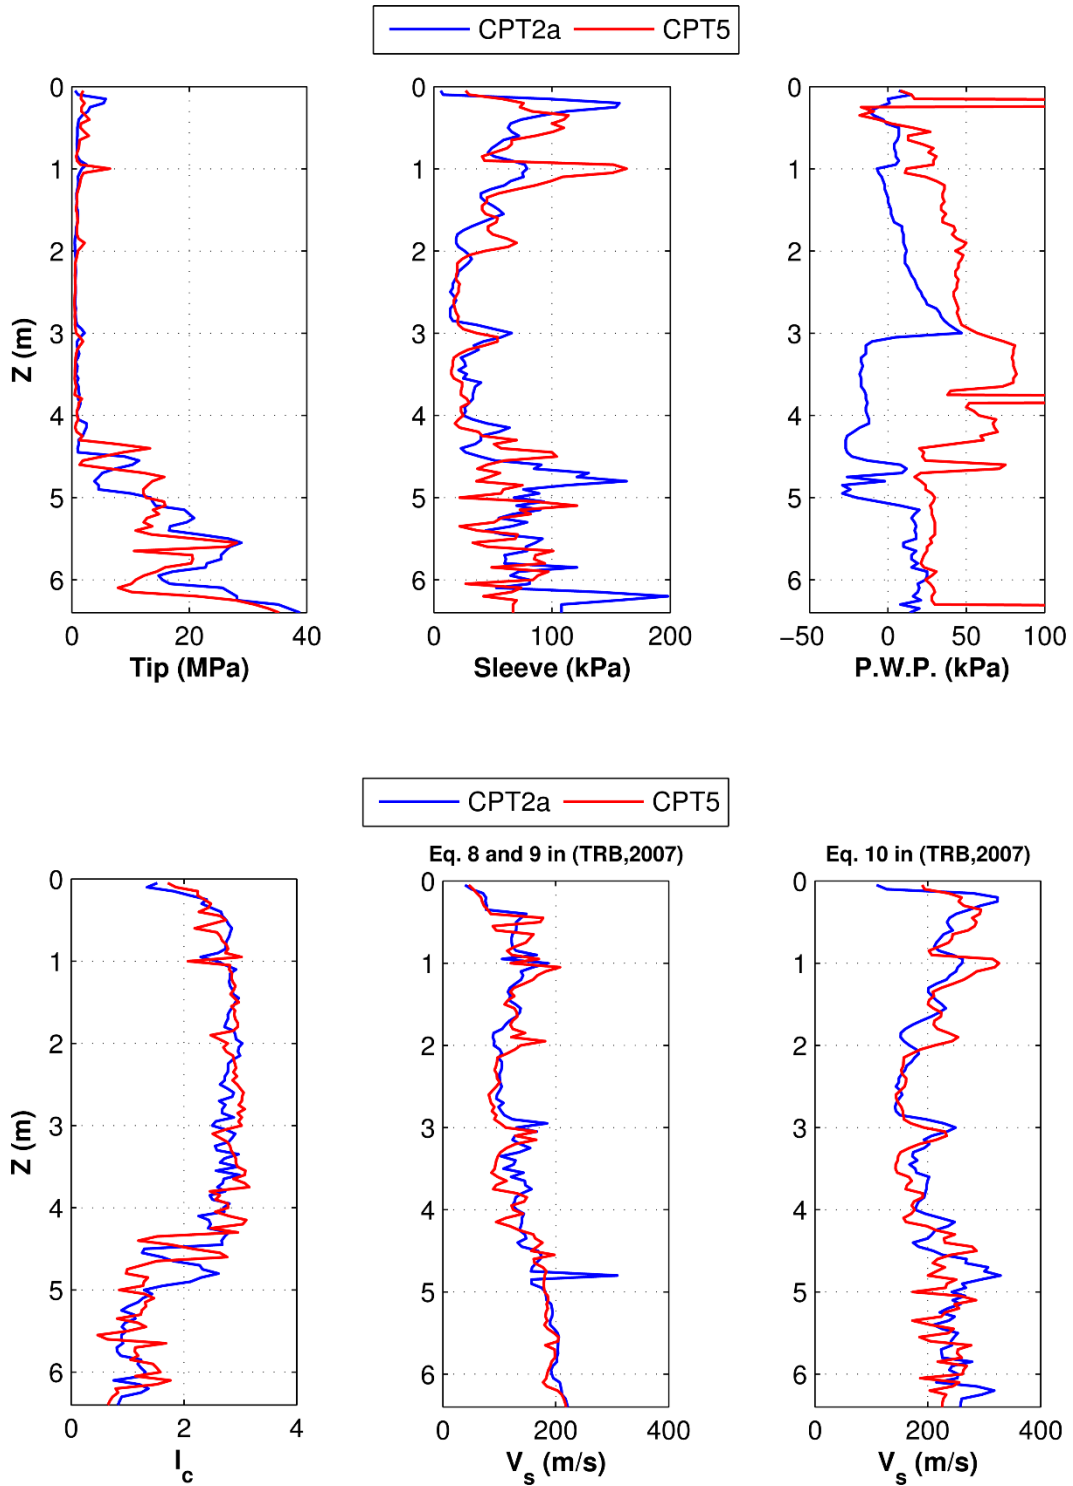 CPT2a CPT5
0 0 0
1 1 1
2 2 2
Z (m)
3 3 3
4 4 4
5 5 5
6 6 6
0 20 40 0 100 200 −50 0 50 100
Tip (MPa) Sleeve (kPa) P.W.P. (kPa)
CPT2a CPT5
Eq. 8 and 9 in (TRB,2007) Eq. 10 in (TRB,2007)
0 0 0
1 1 1
2 2 2
Z (m)
3 3 3
4 4 4
5 5 5
6 6 6
0 2 4 0 200 400 0 200 400
I_c V_s (m/s) V_s (m/s)